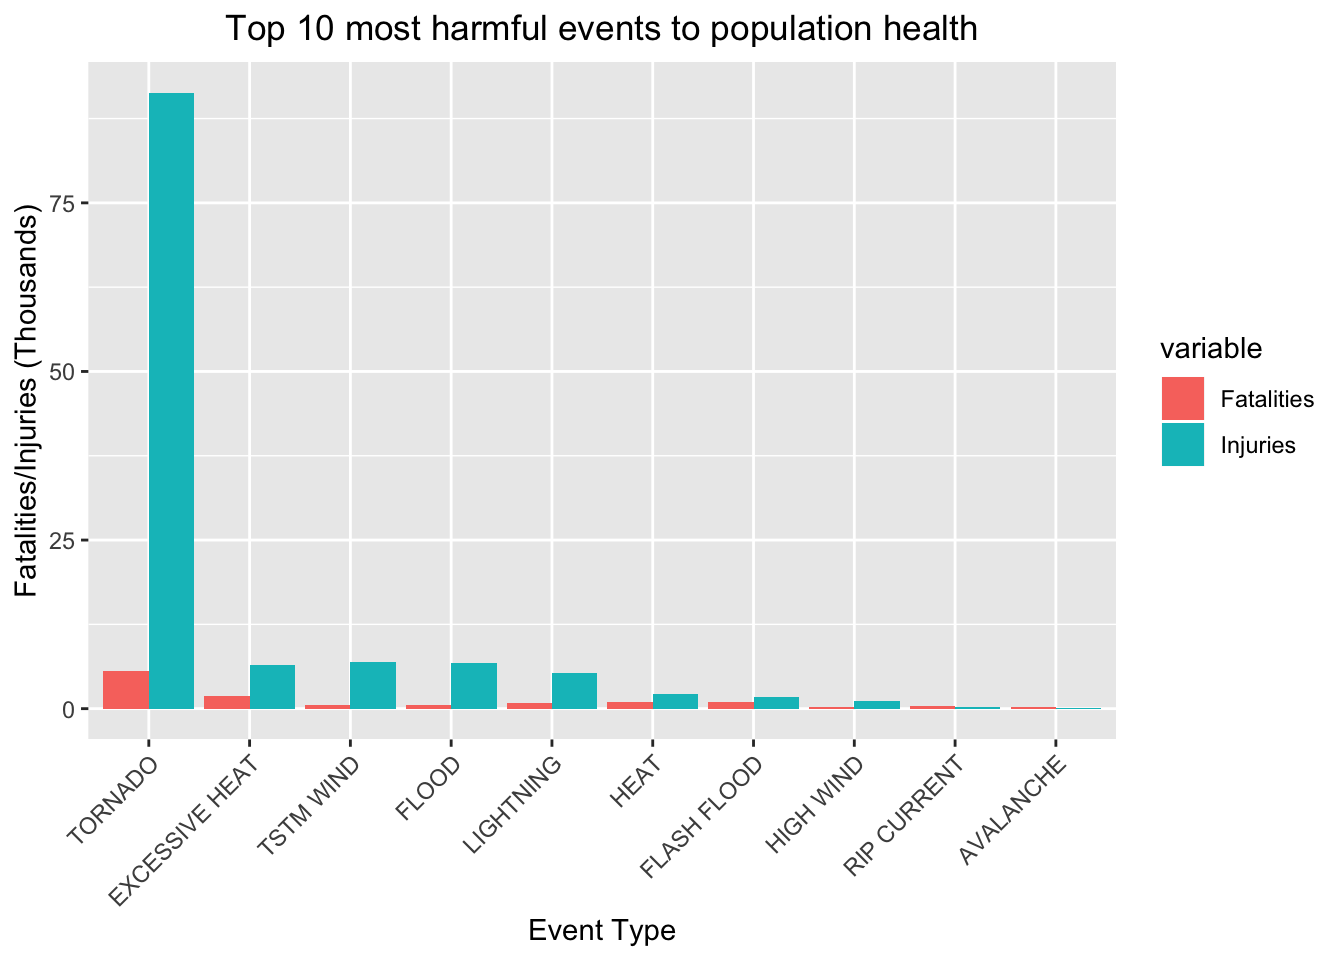 Top 10 most harmful events to population health
Fatalities/Injuries (Thousands)
75
50
25
0
TORNADO
EXCESSIVE HEAT
TSTM WIND
FLOOD
LIGHTNING
HEAT
FLASH FLOOD
HIGH WIND
RIP CURRENT
AVALANCHE
Event Type
variable
Fatalities
Injuries